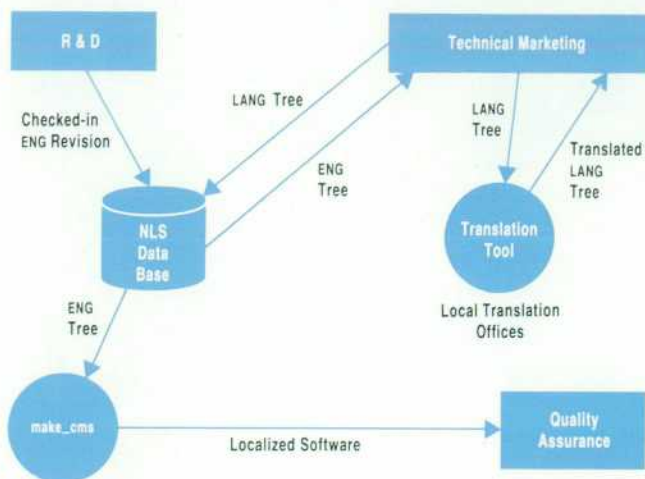 R & D
Technical Marketing
LANG Tree
Checked-in
ENG Revision
LANG
Tree
Translated
LANG
Tree
ENG
Tree
NLS
Data
Base
Translation
Tool
Local Translation
Offices
ENG
Tree
make_cms
Localized Software
Quality
Assurance